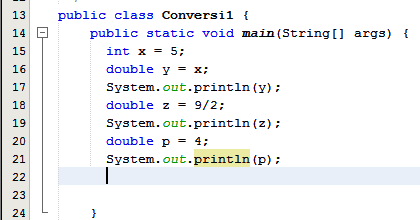 13 public class Conversi1 {
14 public static void main(String[] args) {
15 int x = 5;
16 double y = x;
17 System.out.println(y);
18 double z = 9/2;
19 System.out.println(z);
20 double p = 4;
21 System.out.println(p);
22
23
24 }